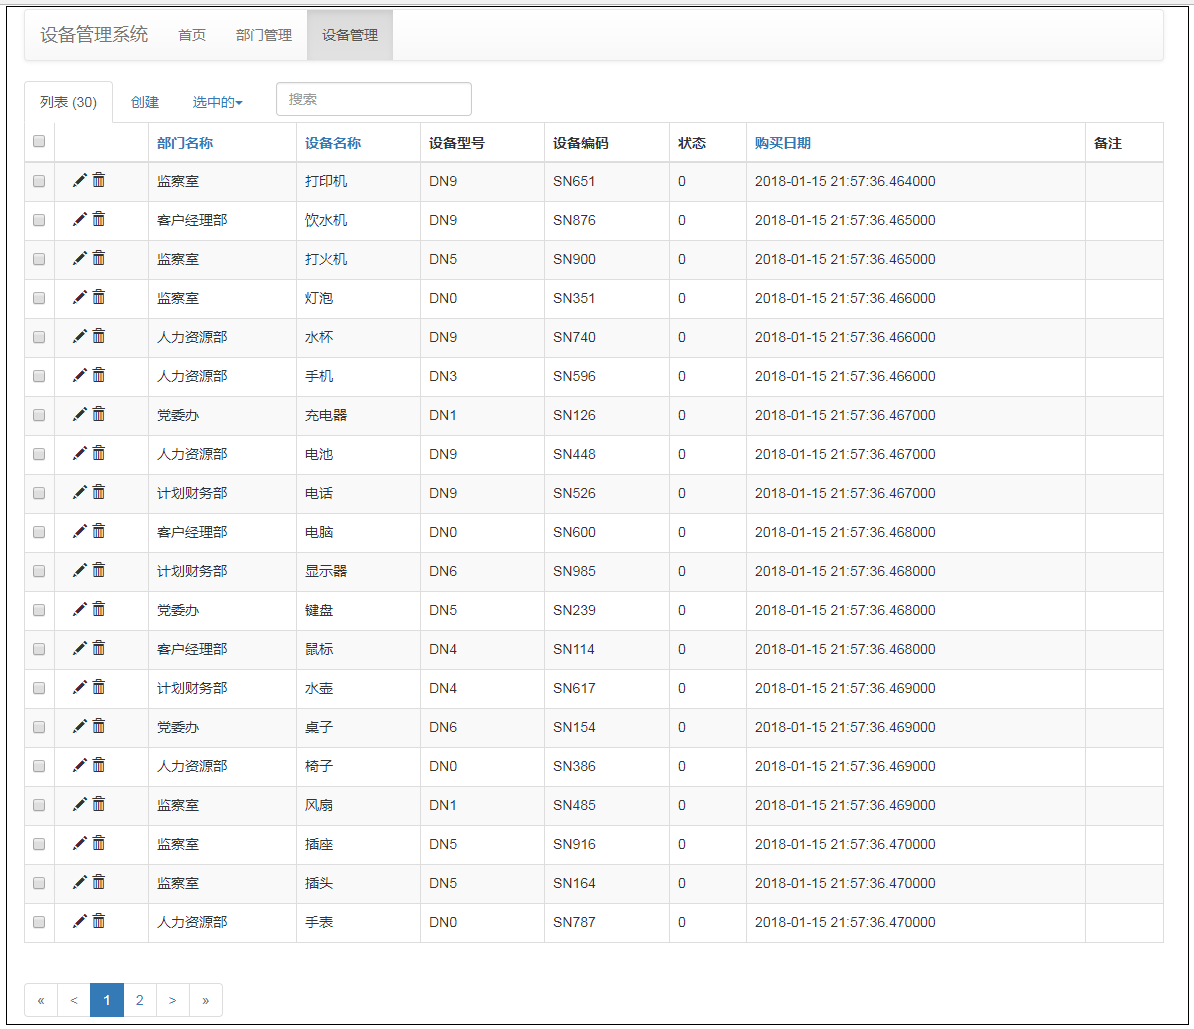 设备管理系统 首页 部门管理 设备管理
列表 (30) 创建 选中的 搜索
部门名称 设备名称 设备型号 设备编码 状态 购买日期 备注
监察室 打印机 DN9 SN651 0 2018-01-15 21:57:36.464000
客户经理部 饮水机 DN9 SN876 0 2018-01-15 21:57:36.465000
监察室 打火机 DN5 SN900 0 2018-01-15 21:57:36.465000
监察室 灯泡 DN0 SN351 0 2018-01-15 21:57:36.466000
人力资源部 水杯 DN9 SN740 0 2018-01-15 21:57:36.466000
人力资源部 手机 DN3 SN596 0 2018-01-15 21:57:36.466000
党委办 充电器 DN1 SN126 0 2018-01-15 21:57:36.467000
人力资源部 电池 DN9 SN448 0 2018-01-15 21:57:36.467000
计划财务部 电话 DN9 SN526 0 2018-01-15 21:57:36.467000
客户经理部 电脑 DN0 SN600 0 2018-01-15 21:57:36.468000
计划财务部 显示器 DN6 SN985 0 2018-01-15 21:57:36.468000
党委办 键盘 DN5 SN239 0 2018-01-15 21:57:36.468000
客户经理部 鼠标 DN4 SN114 0 2018-01-15 21:57:36.468000
计划财务部 水壶 DN4 SN617 0 2018-01-15 21:57:36.469000
党委办 桌子 DN6 SN154 0 2018-01-15 21:57:36.469000
人力资源部 椅子 DN0 SN386 0 2018-01-15 21:57:36.469000
监察室 风扇 DN1 SN485 0 2018-01-15 21:57:36.469000
监察室 插座 DN5 SN916 0 2018-01-15 21:57:36.470000
监察室 插头 DN5 SN164 0 2018-01-15 21:57:36.470000
人力资源部 手表 DN0 SN787 0 2018-01-15 21:57:36.470000
« < 1 2 > »